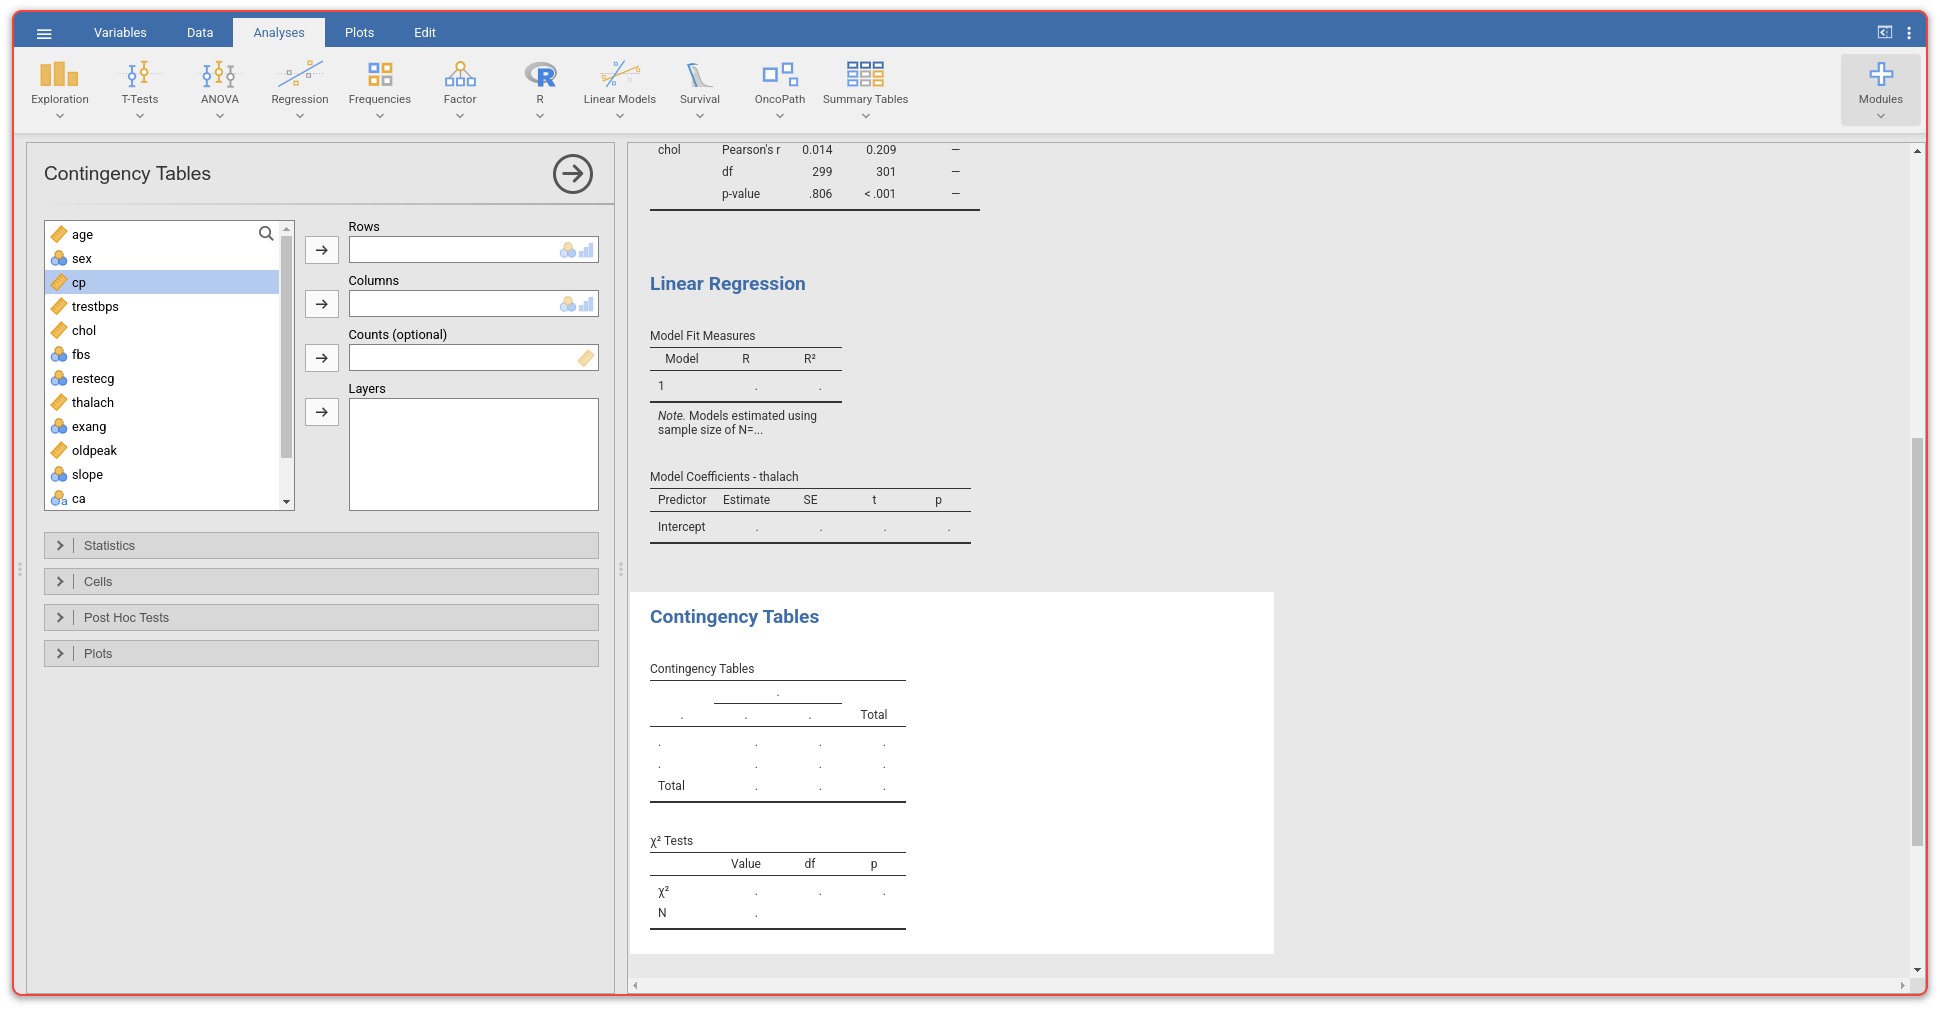 Variables Data Analyses Plots Edit
Exploration T-Tests ANOVA Regression Frequencies Factor R Linear Models Survival OncoPath Summary Tables Modules
Contingency Tables
age
sex
cp
trestbps
chol
fbs
restecg
thalach
exang
oldpeak
slope
ca
Rows
Columns
Counts (optional)
Layers
Statistics
Cells
Post Hoc Tests
Plots
chol Pearson's r 0.014 0.209 —
df 299 301 —
p-value .806 < .001 —
Linear Regression
Model Fit Measures
Model R R²
1 . .
Note. Models estimated using
sample size of N=...
Model Coefficients - thalach
Predictor Estimate SE t p
Intercept . . . .
Contingency Tables
Contingency Tables
.
. . . Total
. . . .
. . . .
Total . . .
χ² Tests
Value df p
χ² . . .
N .